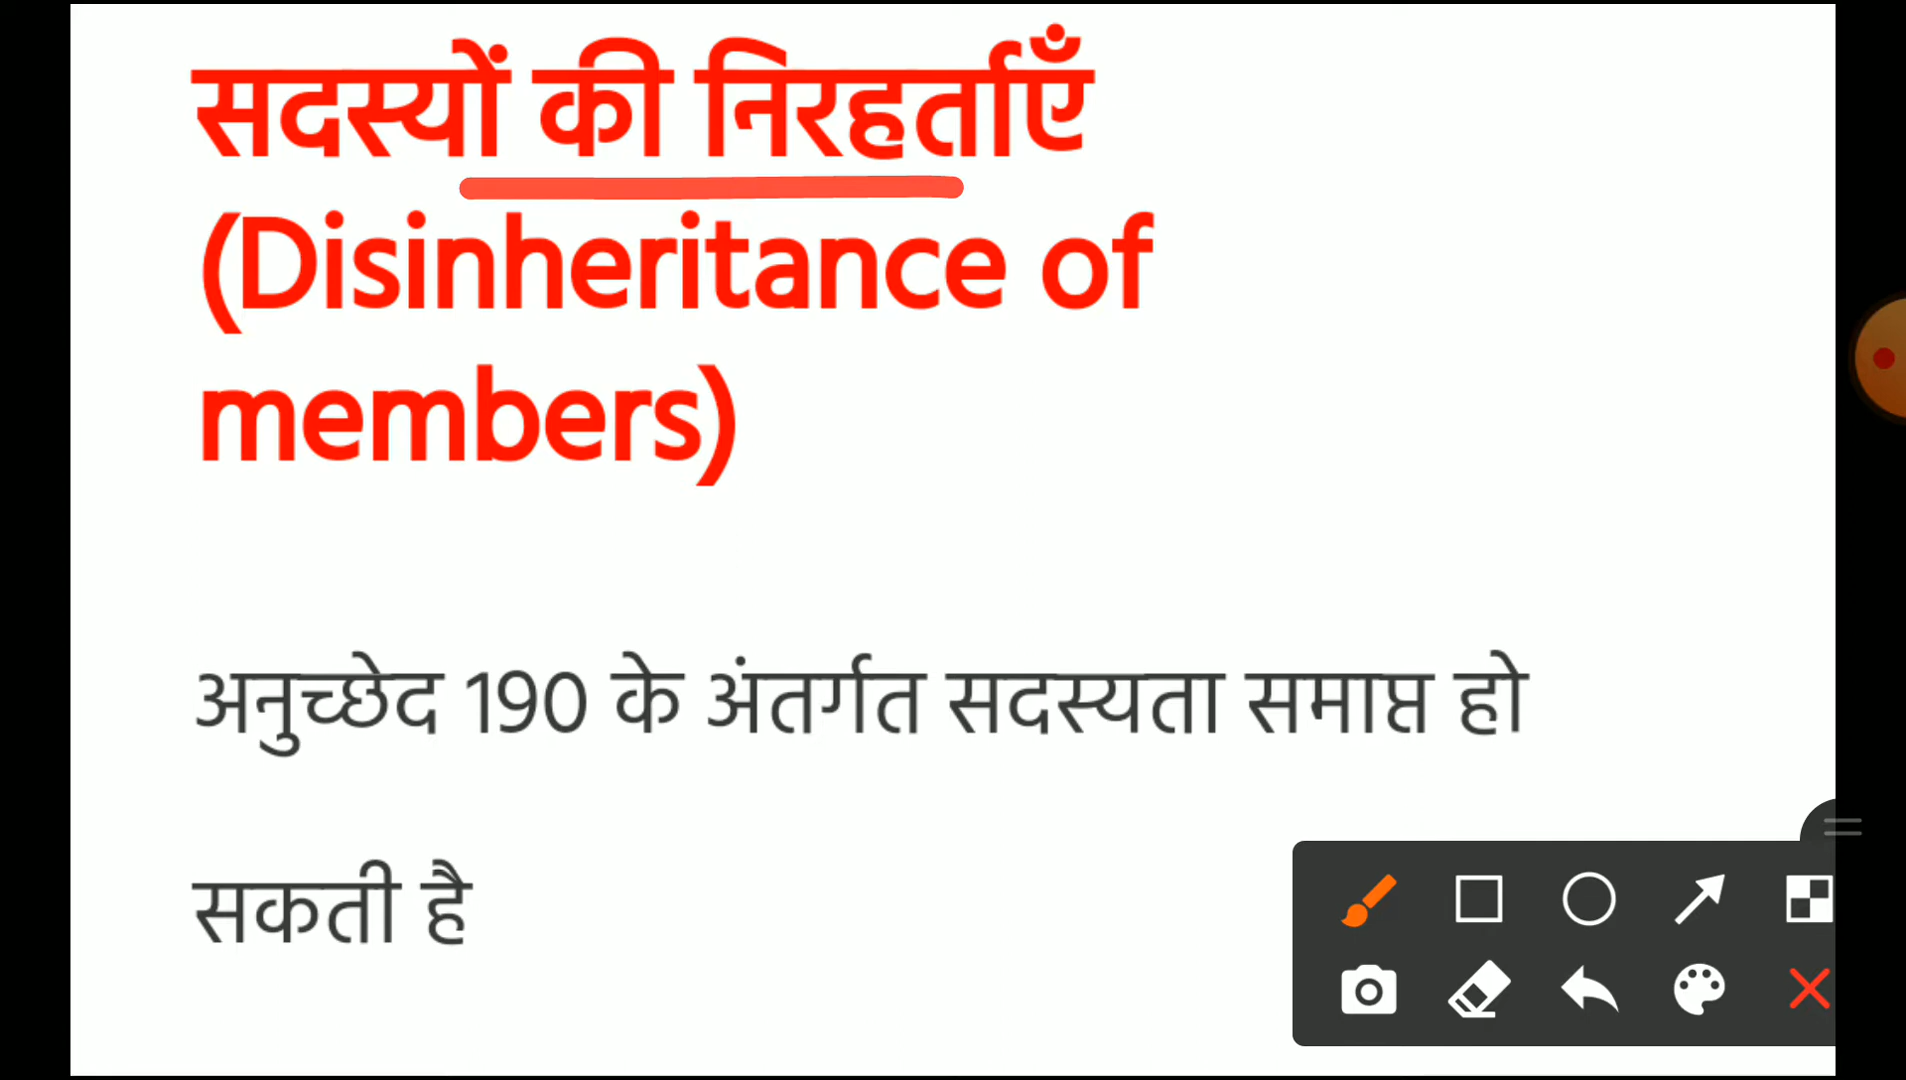 सदस्यों की निरहर्ताएँ
(Disinheritance of
members)
अनुच्छेद 190 के अंतर्गत सदस्यता समाप्त हो
सकती है